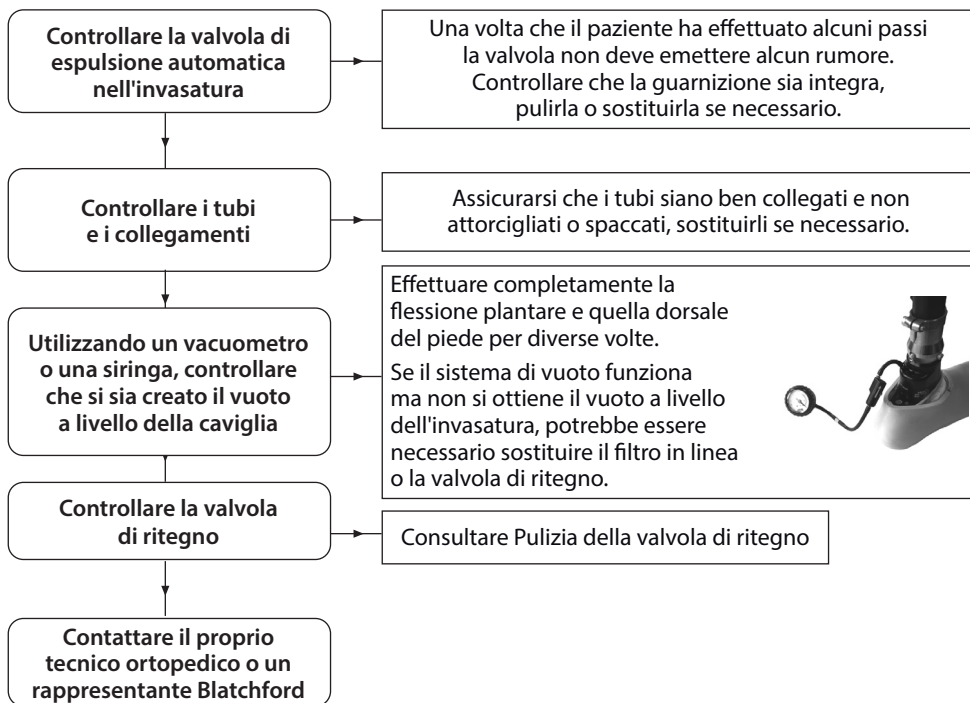 Controllare la valvola di
espulsione automatica
nell'invasatura
Una volta che il paziente ha effettuato alcuni passi
la valvola non deve emettere alcun rumore.
Controllare che la guarnizione sia integra,
pulirla o sostituirla se necessario.
Controllare i tubi
e i collegamenti
Assicurarsi che i tubi siano ben collegati e non
attorcigliati o spaccati, sostituirli se necessario.
Utilizzando un vacuometro
o una siringa, controllare
che si sia creato il vuoto
a livello della caviglia
Effettuare completamente la
flessione plantare e quella dorsale
del piede per diverse volte.
Se il sistema di vuoto funziona
ma non si ottiene il vuoto a livello
dell'invasatura, potrebbe essere
necessario sostituire il filtro in linea
o la valvola di ritegno.
Controllare la valvola
di ritegno
Consultare Pulizia della valvola di ritegno
Contattare il proprio
tecnico ortopedico o un
rappresentante Blatchford